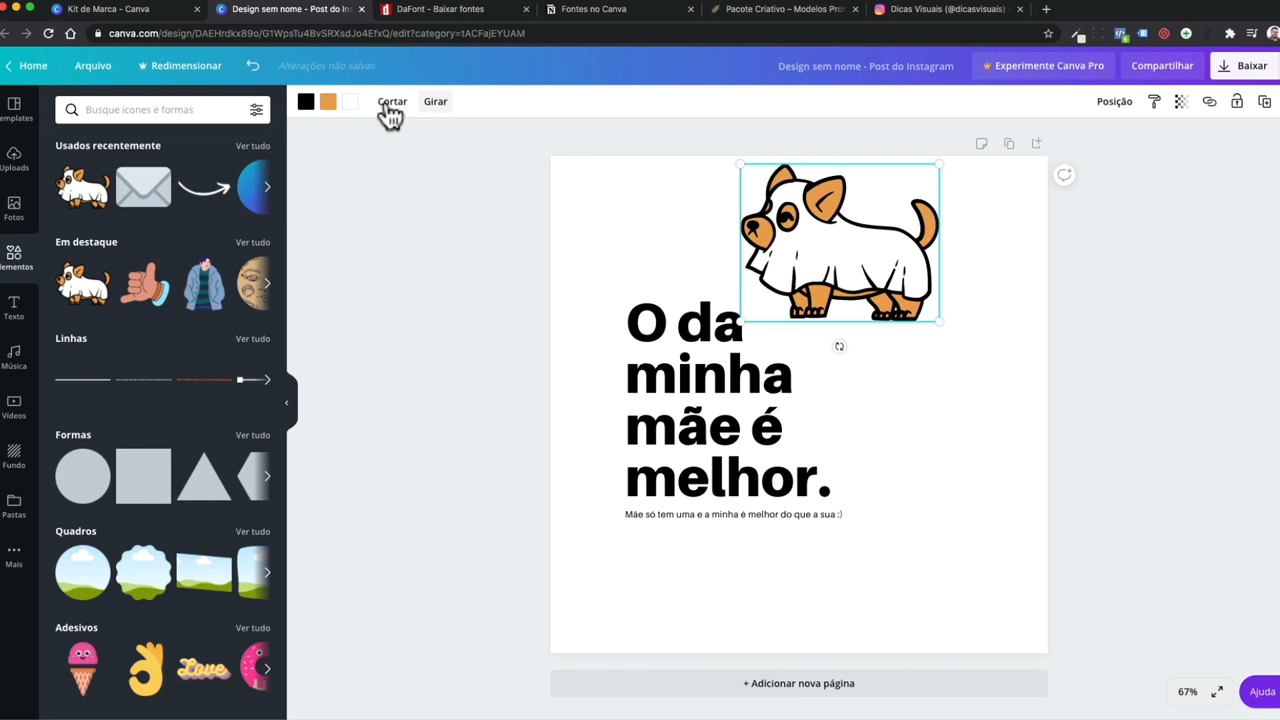 Kit de Marca - Canva
Design sem nome - Post do Ins
DaFont - Baixar fontes
Fontes no Canva
Pacote Criativo – Modelos Pron
Dicas Visuais (@dicasvisuais) •
canva.com/design/DAEHrdkx89o/G1WpsTu4BvSRXsdJo4EfxQ/edit?category=tACFajEYUAM
Home
Arquivo
Redimensionar
Alterações não salvas
Design sem nome - Post do Instagram
Experimente Canva Pro
Compartilhar
Baixar
Cortar
Girar
Posição
Templates
Uploads
Fotos
Elementos
Texto
Música
Vídeos
Fundo
Pastas
Mais
Busque ícones e formas
Usados recentemente
Ver tudo
Em destaque
Ver tudo
Linhas
Ver tudo
Formas
Ver tudo
Quadros
Ver tudo
Adesivos
Ver tudo
Love
O da
minha
mãe é
melhor.
Mãe só tem uma e a minha é melhor do que a sua :)
+ Adicionar nova página
67%
Ajuda